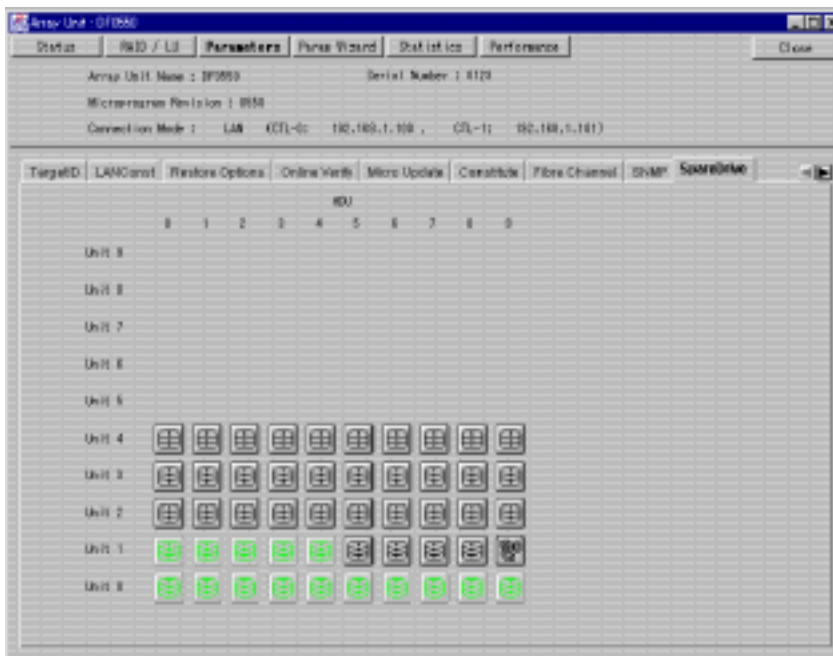 Array Unit - DF0550
Status RAID / LU Parameters Param Wizard Statistics Performance Close
Array Unit Name : DF0550 Serial Number : 0120
Microprogram Revision : 0550
Connection Mode : LAN (CTL-0: 192.168.1.100 , CTL-1: 192.168.1.101)
TargetID LANConst Restore Options Online Verify Micro Update Constitute Fibre Channel SNMP SpareDrive
HDU
0 1 2 3 4 5 6 7 8 9
Unit 9
Unit 8
Unit 7
Unit 6
Unit 5
Unit 4
Unit 3
Unit 2
Unit 1
Unit 0